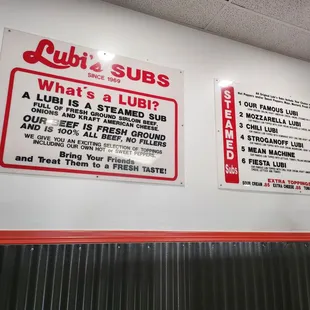 Lubi's SUBS
SINCE 1969
What's a LUBI?
A LUBI IS A STEAMED SUB
FULL OF FRESH GROUND SIRLOIN BEEF,
ONIONS AND KRAFT AMERICAN CHEESE.
OUR BEEF IS FRESH GROUND
AND IS 100% ALL BEEF, NO FILLERS
WE GIVE YOU AN EXCITING SELECTION OF TOPPINGS
INCLUDING OUR OWN HOT or SWEET PEPPERS
Bring Your Friends
and Treat Them to a FRESH TASTE!
STEAMED Subs
1 OUR FAMOUS LUBI
2 MOZZARELLA LUBI
3 CHILI LUBI
4 STROGANOFF LUBI
5 MEAN MACHINE
6 FIESTA LUBI
EXTRA TOPPINGS
SOUR CREAM
EXTRA CHEESE